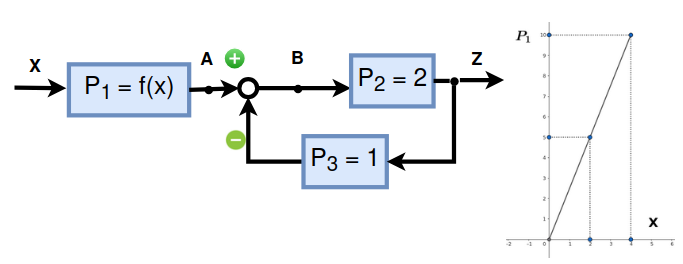 X
P₁ = f(x)
A
+
B
P₂ = 2
Z
−
P₃ = 1
P₁
10
9
8
7
6
5
4
3
2
1
x
-2 -1 0 1 2 3 4 5 6